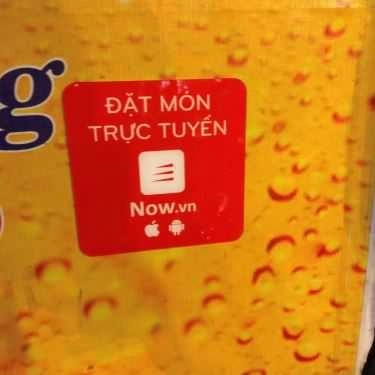 g
ĐẶT MÓN
TRỰC TUYẾN
Now.vn